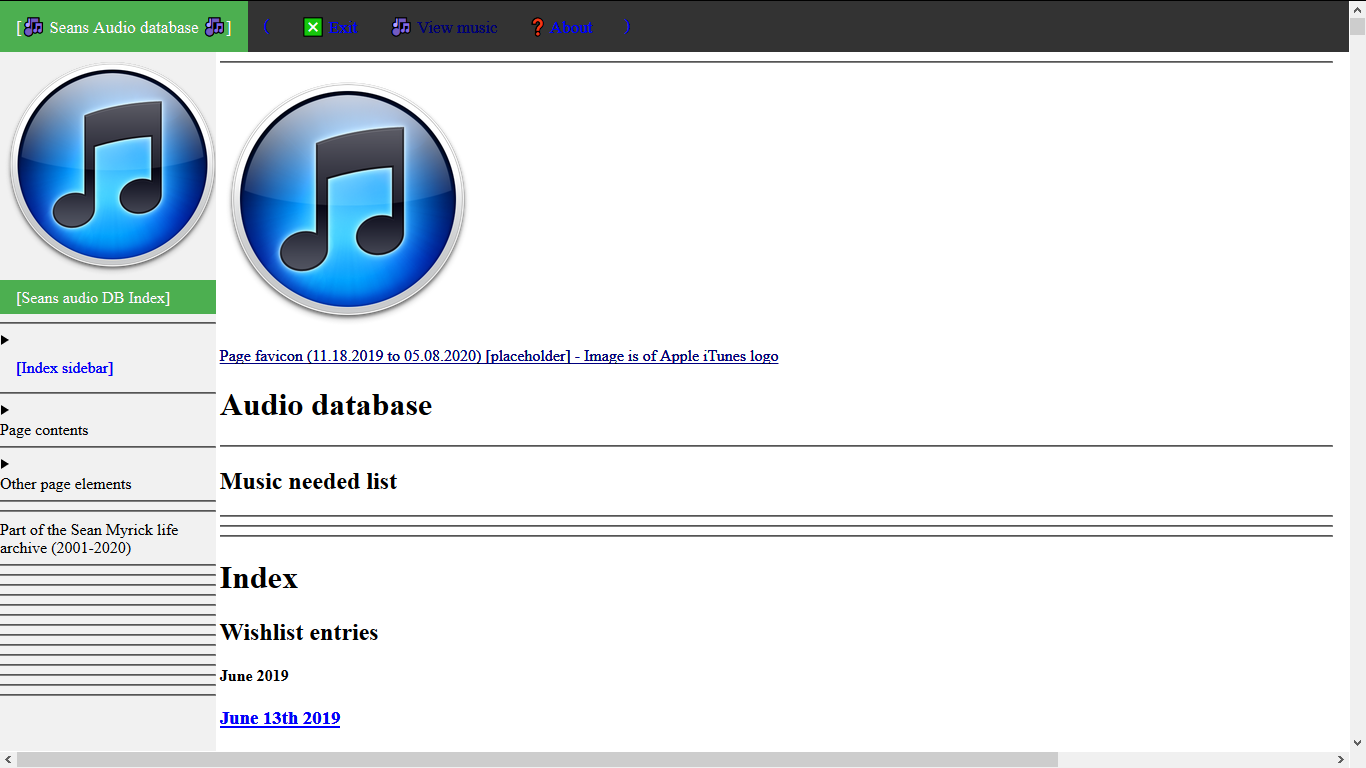 [ Seans Audio database ] ( Exit View music About )
[Seans audio DB Index]
[Index sidebar]
Page contents
Other page elements
Part of the Sean Myrick life
archive (2001-2020)
Page favicon (11.18.2019 to 05.08.2020) [placeholder] - Image is of Apple iTunes logo
Audio database
Music needed list
Index
Wishlist entries
June 2019
June 13th 2019